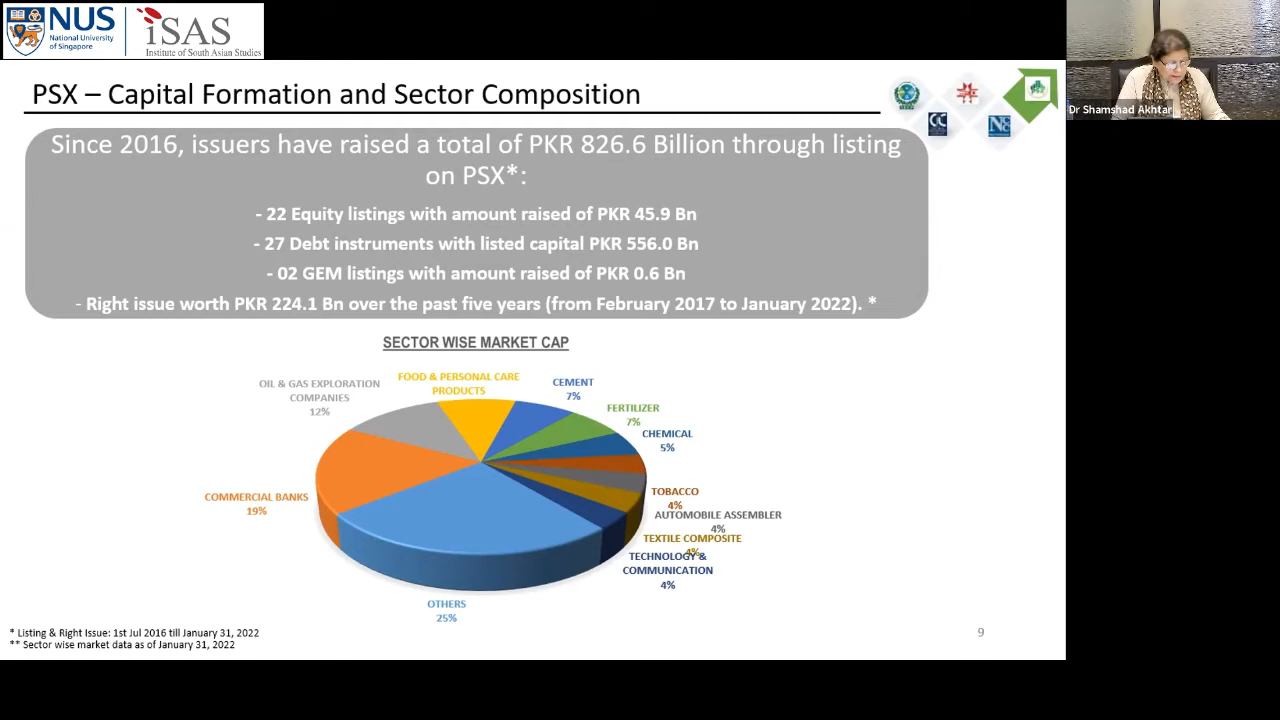 NUS
National University
of Singapore
iSAS
Institute of South Asian Studies
PSX – Capital Formation and Sector Composition
Dr Shamshad Akhtar
Since 2016, issuers have raised a total of PKR 826.6 Billion through listing
on PSX*:
- 22 Equity listings with amount raised of PKR 45.9 Bn
- 27 Debt instruments with listed capital PKR 556.0 Bn
- 02 GEM listings with amount raised of PKR 0.6 Bn
- Right issue worth PKR 224.1 Bn over the past five years (from February 2017 to January 2022). *
SECTOR WISE MARKET CAP
OIL & GAS EXPLORATION
COMPANIES
12%
FOOD & PERSONAL CARE
PRODUCTS
CEMENT
7%
FERTILIZER
7%
CHEMICAL
5%
TOBACCO
4%
AUTOMOBILE ASSEMBLER
4%
TEXTILE COMPOSITE
4%
TECHNOLOGY &
COMMUNICATION
4%
COMMERCIAL BANKS
19%
OTHERS
25%
* Listing & Right Issue: 1st Jul 2016 till January 31, 2022
** Sector wise market data as of January 31, 2022
9